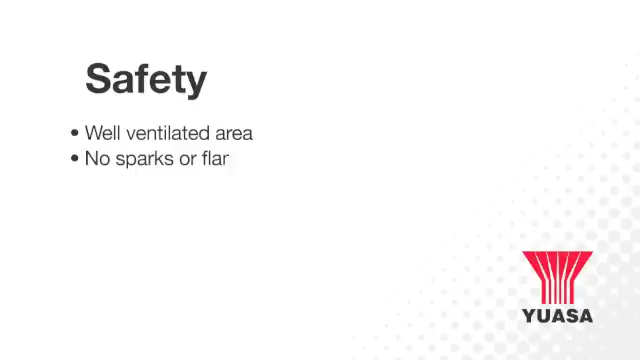 Safety
• Well ventilated area
• No sparks or flar
YUASA